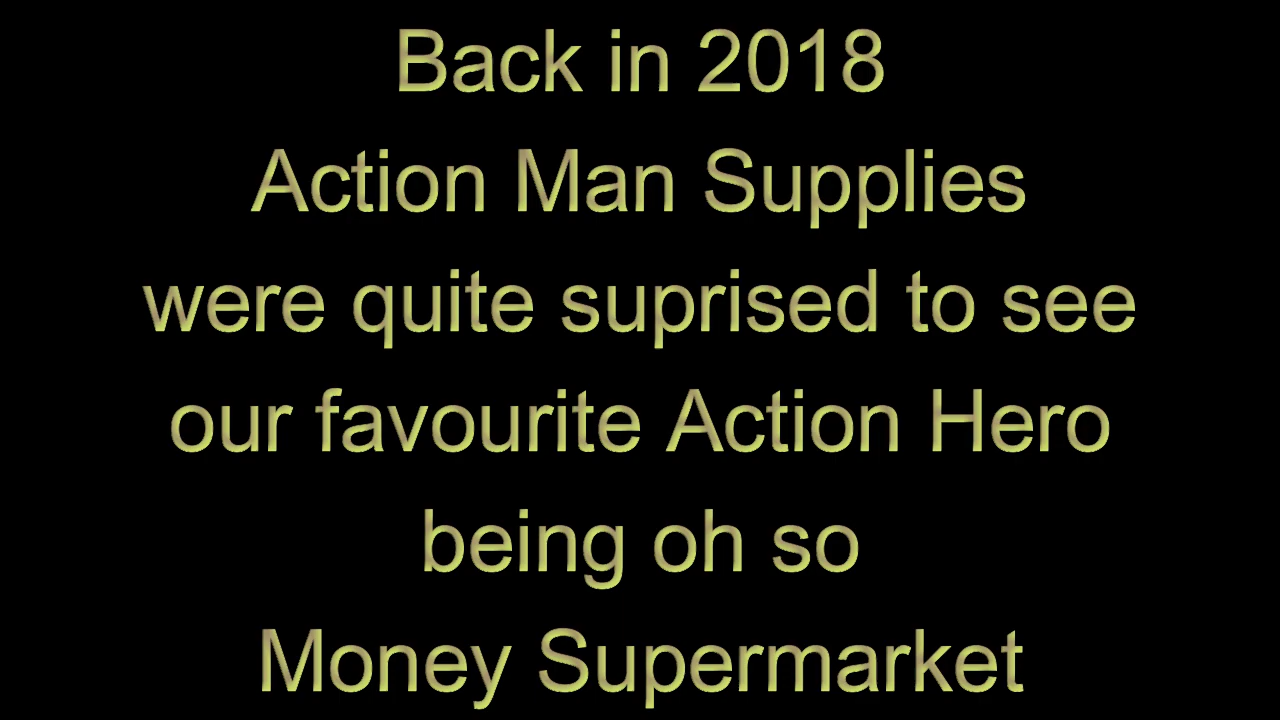 Back in 2018
Action Man Supplies
were quite suprised to see
our favourite Action Hero
being oh so
Money Supermarket